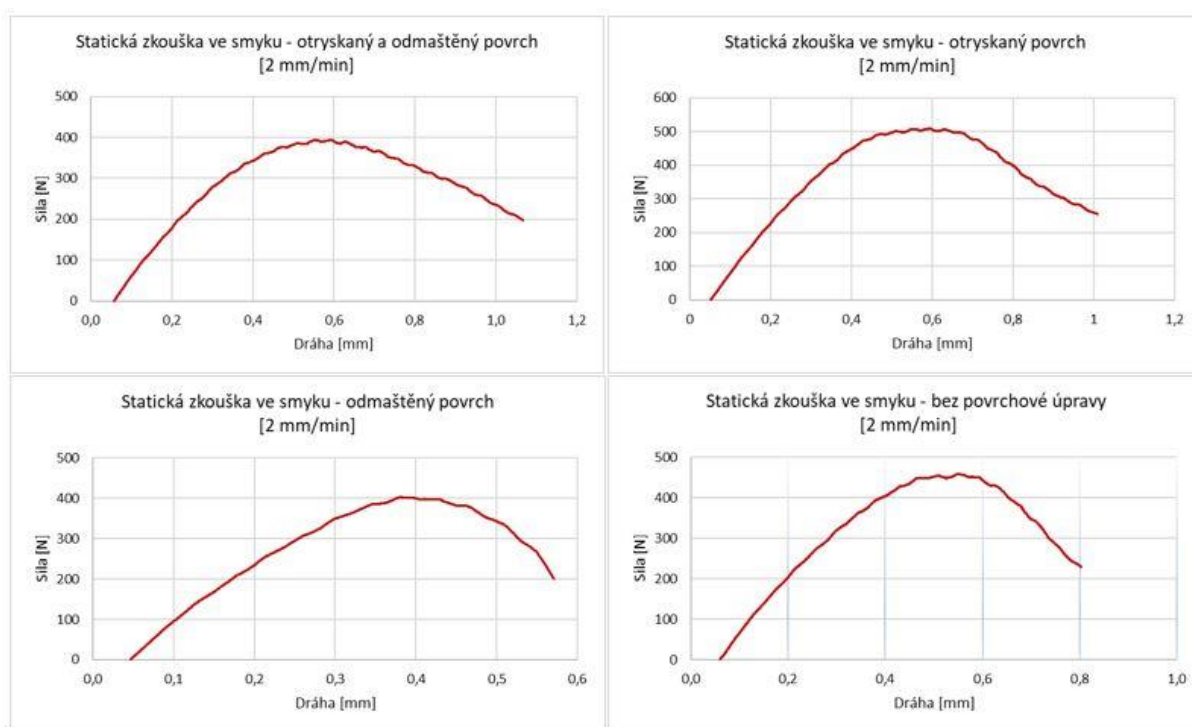 Statická zkouška ve smyku - otryskaný a odmaštěný povrch
[2 mm/min]
500
400
300
200
100
0
Síla [N]
0,0 0,2 0,4 0,6 0,8 1,0 1,2
Dráha [mm]
Statická zkouška ve smyku - otryskaný povrch
[2 mm/min]
600
500
400
300
200
100
0
Síla [N]
0 0,2 0,4 0,6 0,8 1 1,2
Dráha [mm]
Statická zkouška ve smyku - odmaštěný povrch
[2 mm/min]
500
400
300
200
100
0
Síla [N]
0,0 0,1 0,2 0,3 0,4 0,5 0,6
Dráha [mm]
Statická zkouška ve smyku - bez povrchové úpravy
[2 mm/min]
500
400
300
200
100
0
Síla [N]
0,0 0,2 0,4 0,6 0,8 1,0
Dráha [mm]